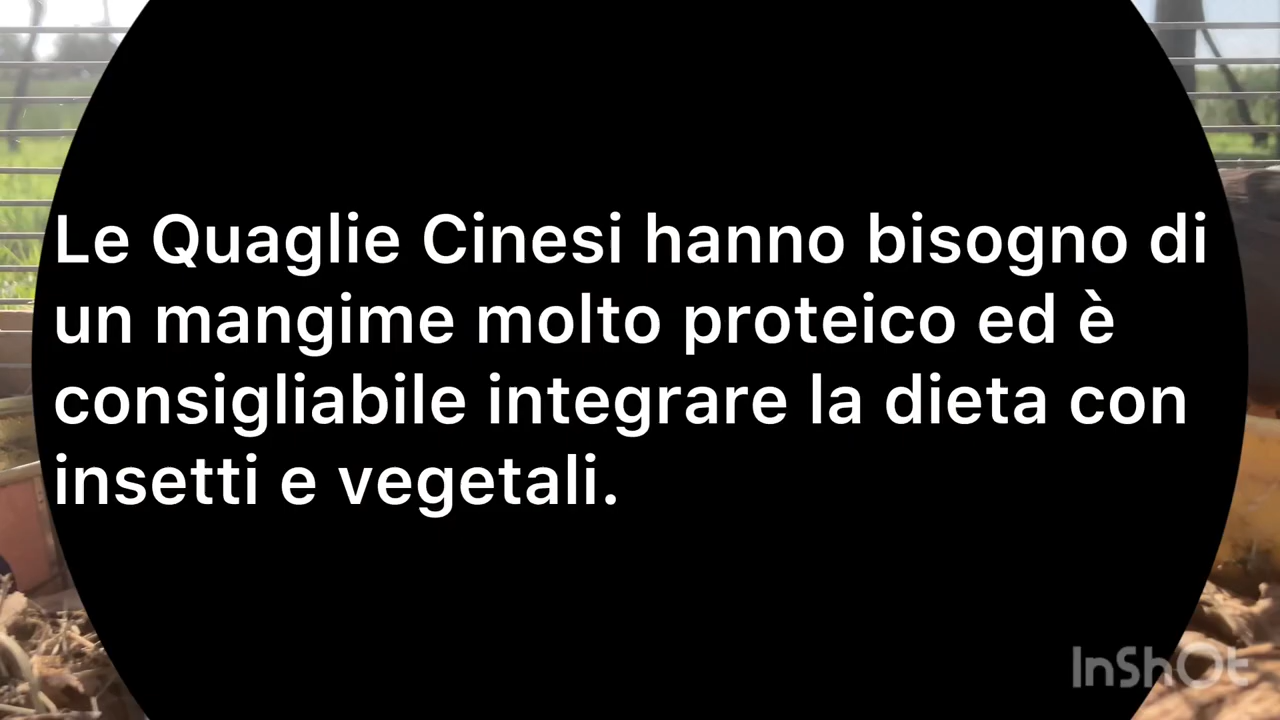 Le Quaglie Cinesi hanno bisogno di
un mangime molto proteico ed è
consigliabile integrare la dieta con
insetti e vegetali.
InShOt